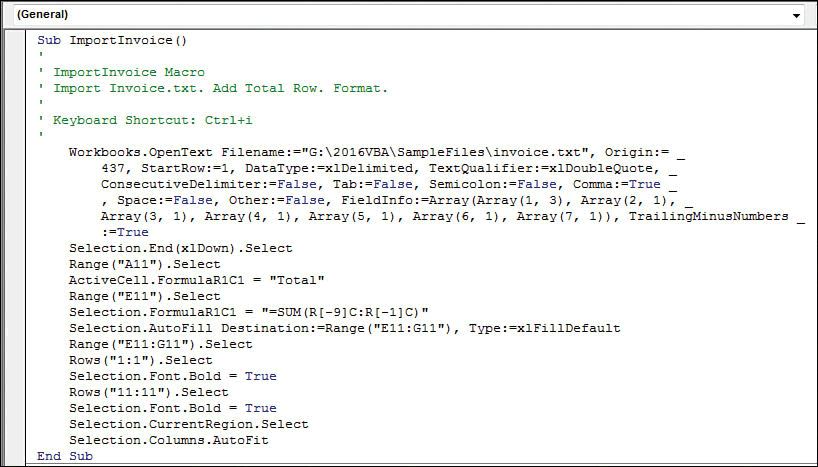 (General)
Sub ImportInvoice()
'
' ImportInvoice Macro
' Import Invoice.txt. Add Total Row. Format.
'
' Keyboard Shortcut: Ctrl+i
'
Workbooks.OpenText Filename:="G:\2016VBA\SampleFiles\invoice.txt", Origin:= _
437, StartRow:=1, DataType:=xlDelimited, TextQualifier:=xlDoubleQuote, _
ConsecutiveDelimiter:=False, Tab:=False, Semicolon:=False, Comma:=True _
, Space:=False, Other:=False, FieldInfo:=Array(Array(1, 3), Array(2, 1), _
Array(3, 1), Array(4, 1), Array(5, 1), Array(6, 1), Array(7, 1)), TrailingMinusNumbers _
:=True
Selection.End(xlDown).Select
Range("A11").Select
ActiveCell.FormulaR1C1 = "Total"
Range("E11").Select
Selection.FormulaR1C1 = "=SUM(R[-9]C:R[-1]C)"
Selection.AutoFill Destination:=Range("E11:G11"), Type:=xlFillDefault
Range("E11:G11").Select
Rows("1:1").Select
Selection.Font.Bold = True
Rows("11:11").Select
Selection.Font.Bold = True
Selection.CurrentRegion.Select
Selection.Columns.AutoFit
End Sub